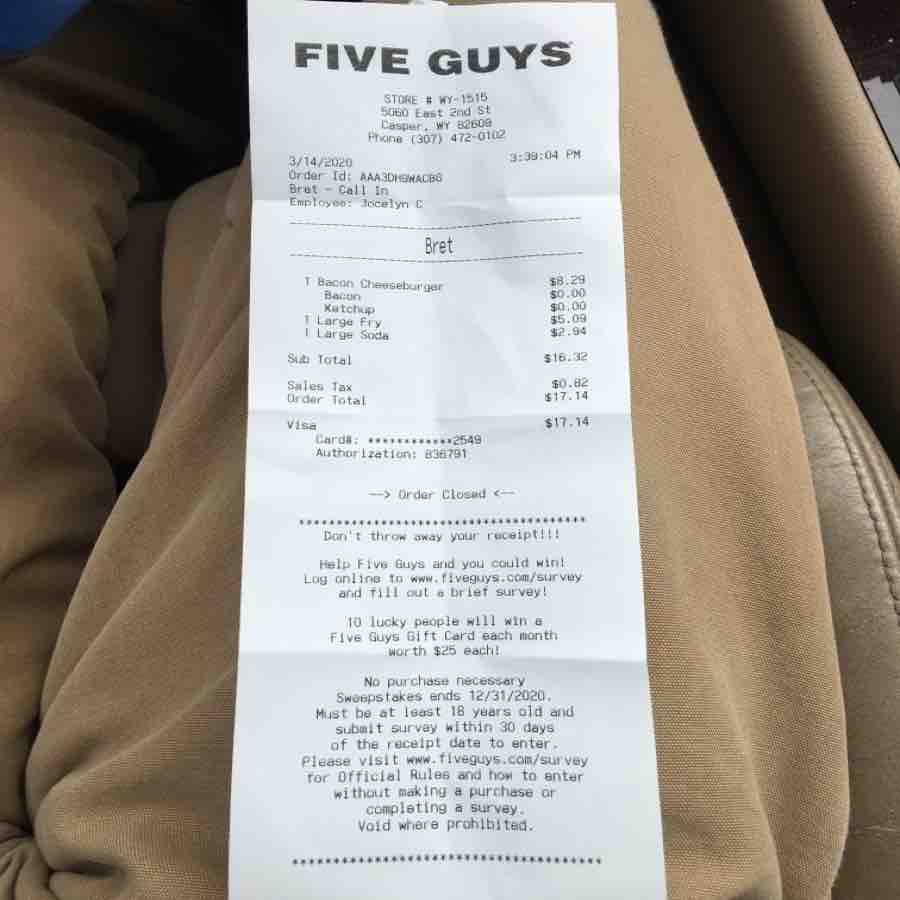 FIVE GUYS
STORE # WY-1515
5060 East 2nd St
Casper, WY 82609
Phone (307) 472-0102
3/14/2020 3:39:04 PM
Order Id: AAA3DH9WACB8
Bret - Call In
Employee: Jocelyn C
Bret
1 Bacon Cheeseburger $8.29
Bacon $0.00
Ketchup $0.00
1 Large Fry $5.09
1 Large Soda $2.94
Sub Total $16.32
Sales Tax $0.82
Order Total $17.14
Visa $17.14
Card#: ************2549
Authorization: 836791
--> Order Closed <--
***************************************
Don't throw away your receipt!!!
Help Five Guys and you could win!
Log online to www.fiveguys.com/survey
and fill out a brief survey!
10 lucky people will win a
Five Guys Gift Card each month
worth $25 each!
No purchase necessary
Sweepstakes ends 12/31/2020.
Must be at least 18 years old and
submit survey within 30 days
of the receipt date to enter.
Please visit www.fiveguys.com/survey
for Official Rules and how to enter
without making a purchase or
completing a survey.
Void where prohibited.
***************************************